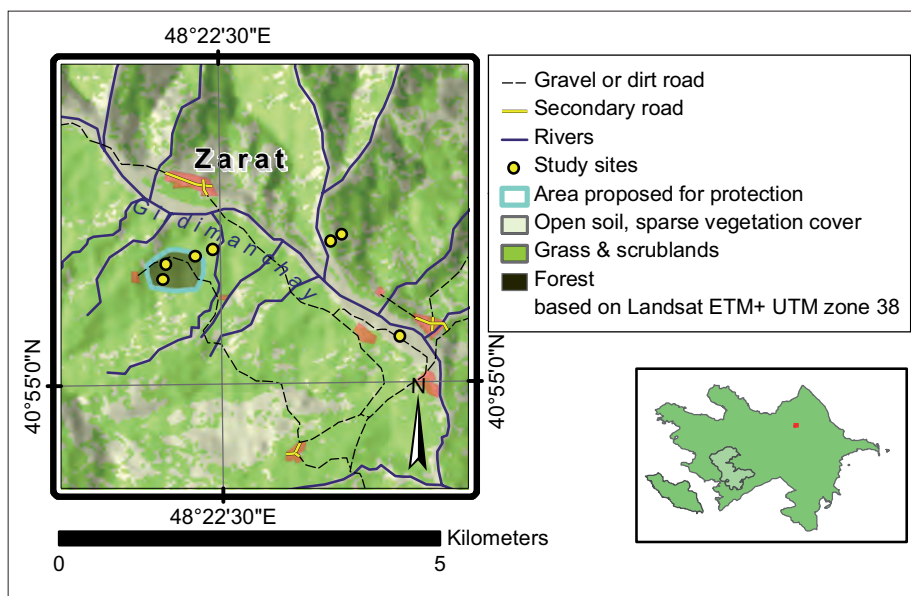 48°22'30"E
Zarat
Girdimanchay
40°55'0"N
40°55'0"N
N
48°22'30"E
Kilometers
0
5
Gravel or dirt road
Secondary road
Rivers
Study sites
Area proposed for protection
Open soil, sparse vegetation cover
Grass & scrublands
Forest
based on Landsat ETM+ UTM zone 38